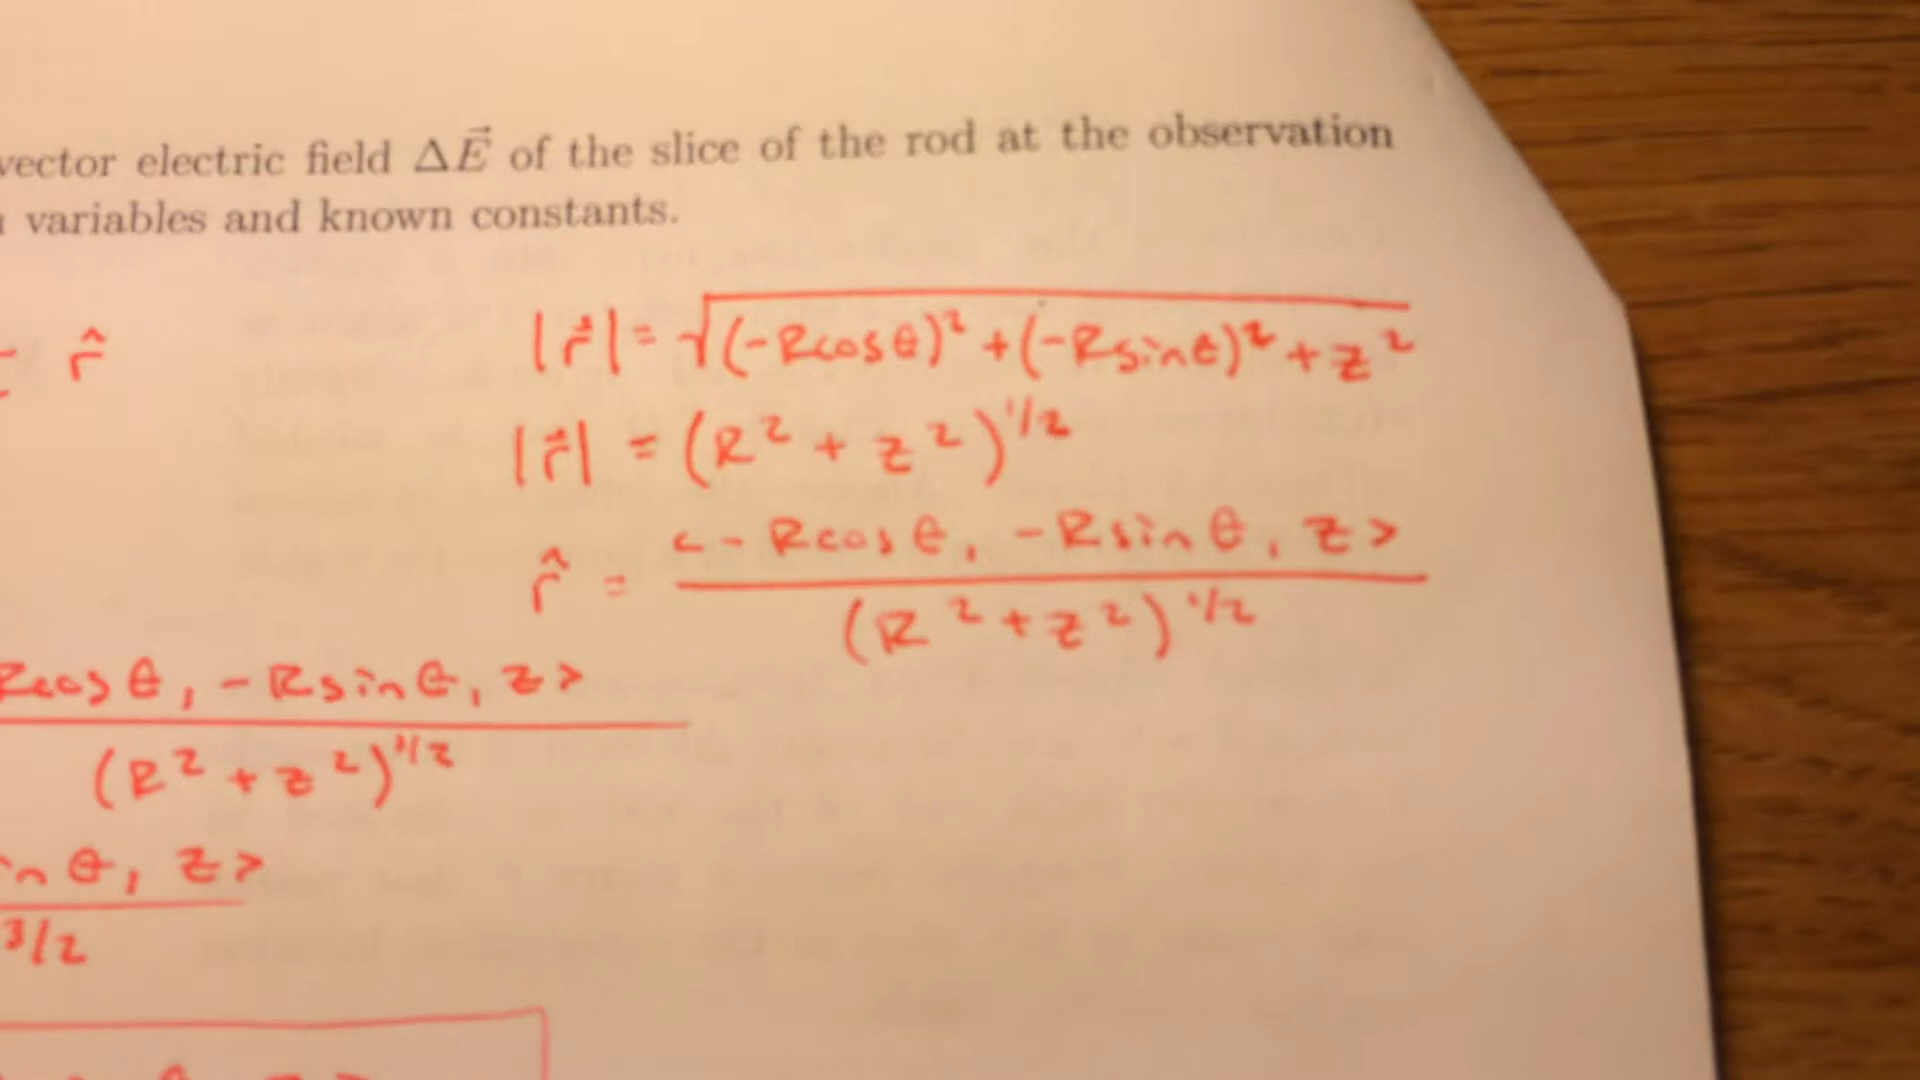 vector electric field ΔE⃗ of the slice of the rod at the observation
variables and known constants.
r̂
|r⃗| = √(-Rcosθ)² + (-Rsinθ)² + z²
|r⃗| = (R² + z²)^1/2
r̂ = <-Rcosθ, -Rsinθ, z>
(R² + z²)^1/2
Rcosθ, -Rsinθ, z>
(R² + z²)^1/2
nθ, z>
3/2